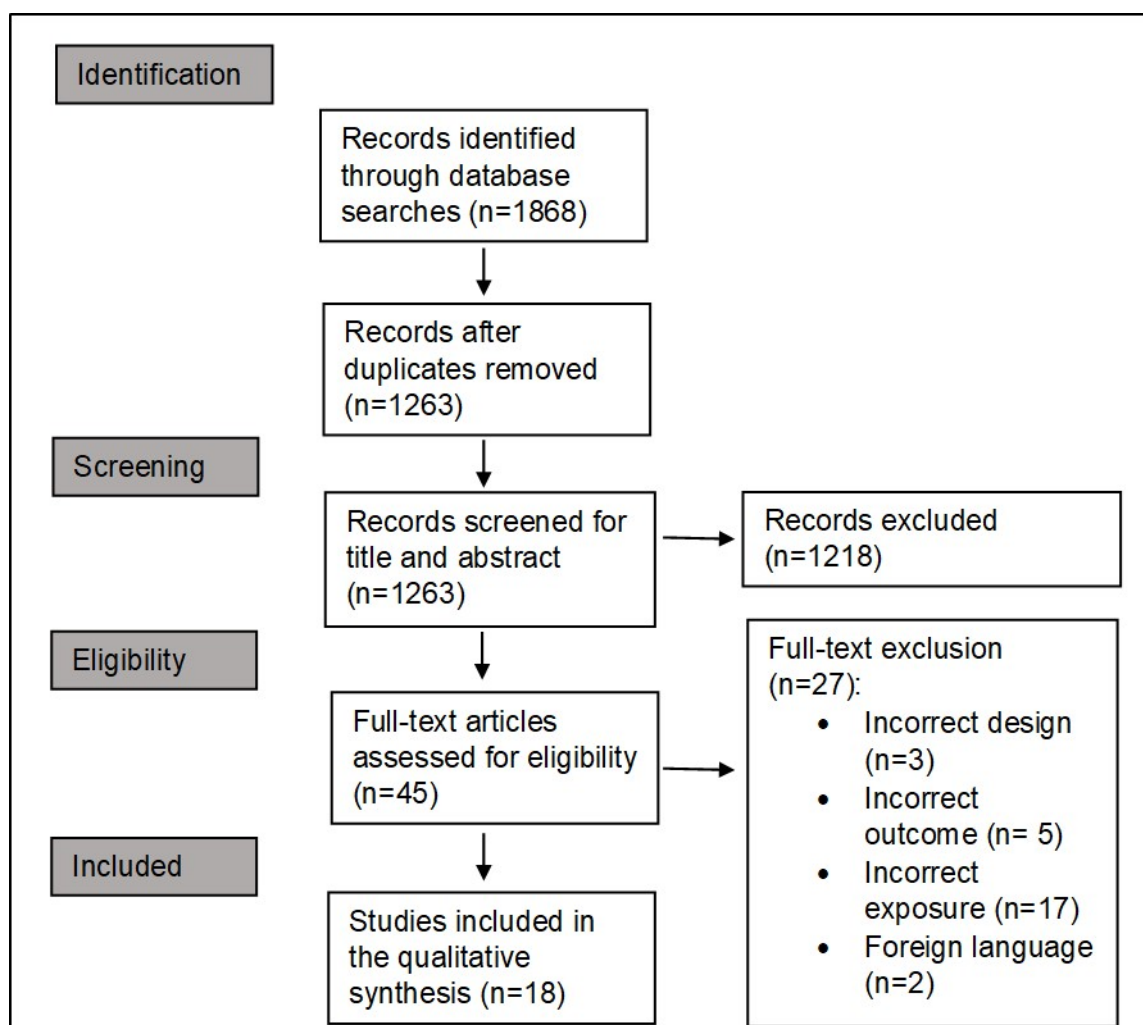 Identification
Records identified
through database
searches (n=1868)
Records after
duplicates removed
(n=1263)
Screening
Records screened for
title and abstract
(n=1263)
Records excluded
(n=1218)
Eligibility
Full-text articles
assessed for eligibility
(n=45)
Full-text exclusion
(n=27):
• Incorrect design
(n=3)
• Incorrect
outcome (n= 5)
• Incorrect
exposure (n=17)
• Foreign language
(n=2)
Included
Studies included in
the qualitative
synthesis (n=18)